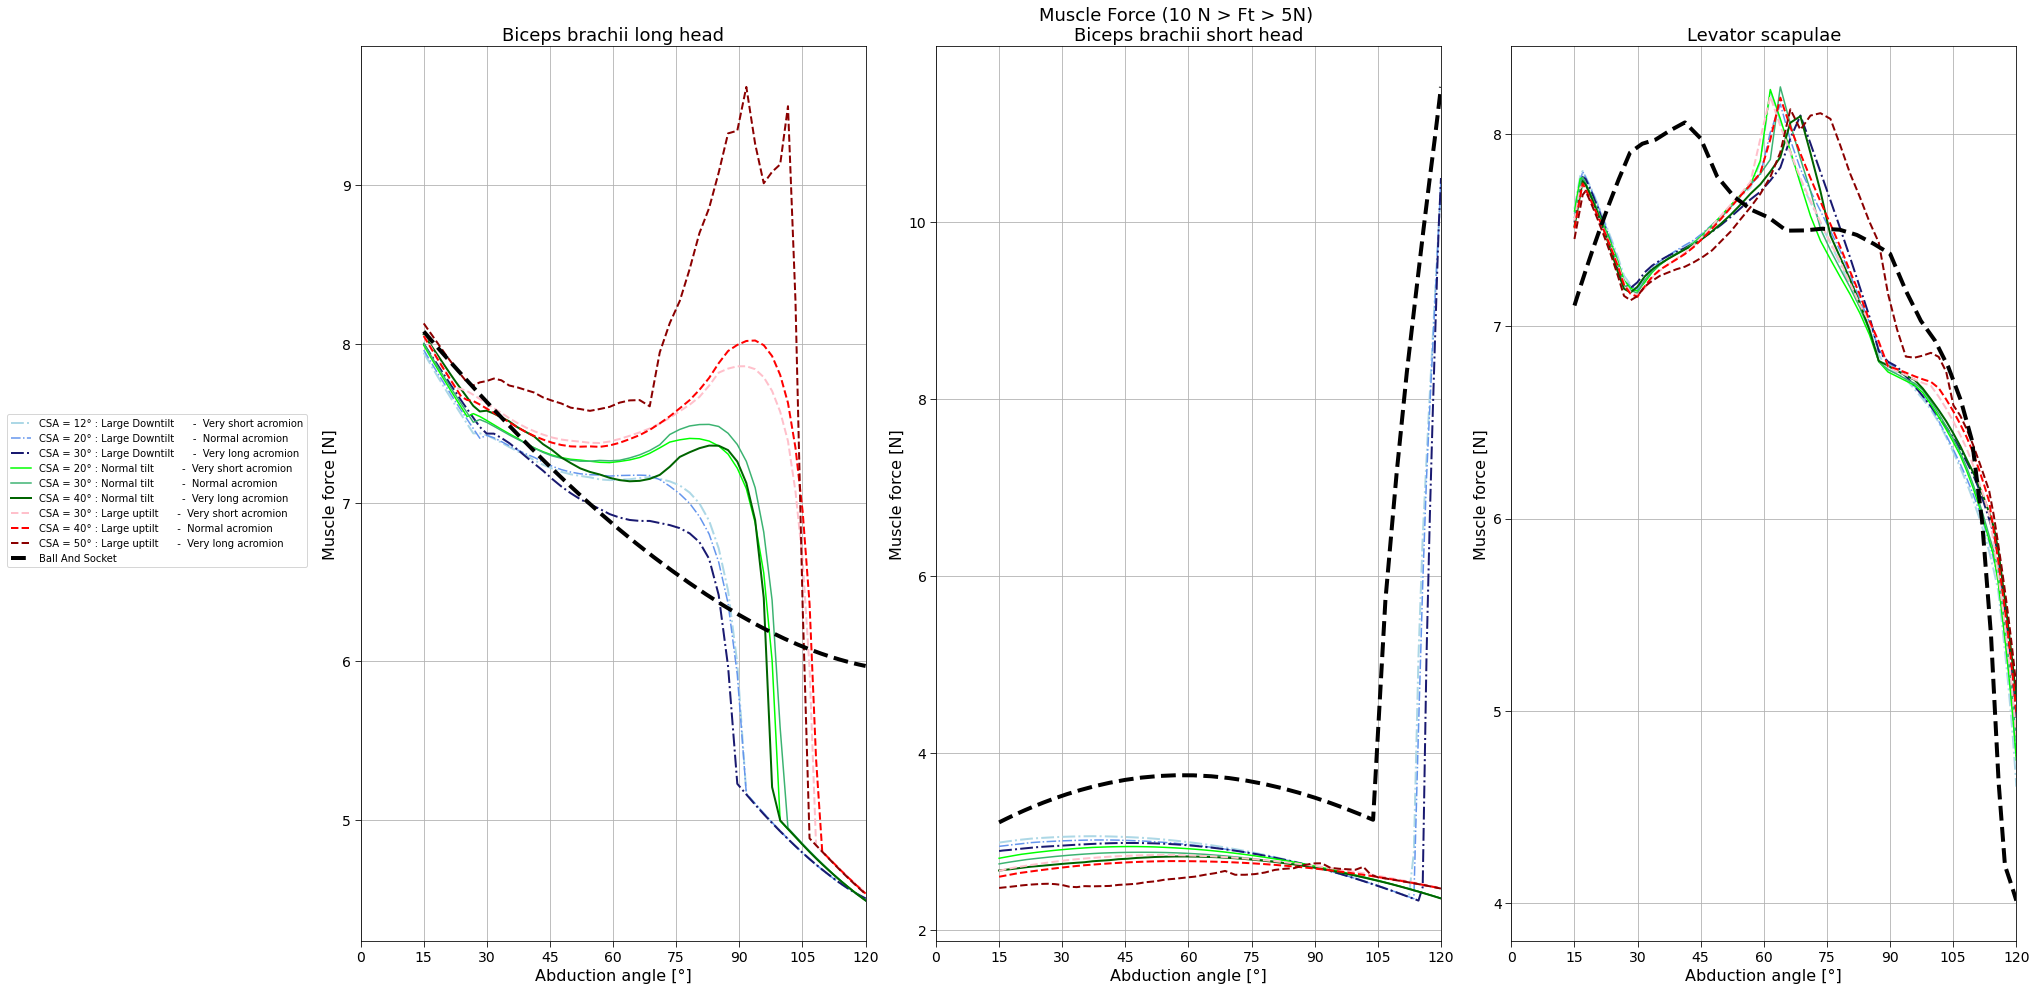 Muscle Force (10 N > Ft > 5N)
Biceps brachii long head
Biceps brachii short head
Levator scapulae
CSA = 12° : Large Downtilt - Very short acromion
CSA = 20° : Large Downtilt - Normal acromion
CSA = 30° : Large Downtilt - Very long acromion
CSA = 20° : Normal tilt - Very short acromion
CSA = 30° : Normal tilt - Normal acromion
CSA = 40° : Normal tilt - Very long acromion
CSA = 30° : Large uptilt - Very short acromion
CSA = 40° : Large uptilt - Normal acromion
CSA = 50° : Large uptilt - Very long acromion
Ball And Socket
Muscle force [N]
9
8
7
6
5
0 15 30 45 60 75 90 105 120
Abduction angle [°]
Muscle force [N]
10
8
6
4
2
0 15 30 45 60 75 90 105 120
Abduction angle [°]
Muscle force [N]
8
7
6
5
4
0 15 30 45 60 75 90 105 120
Abduction angle [°]